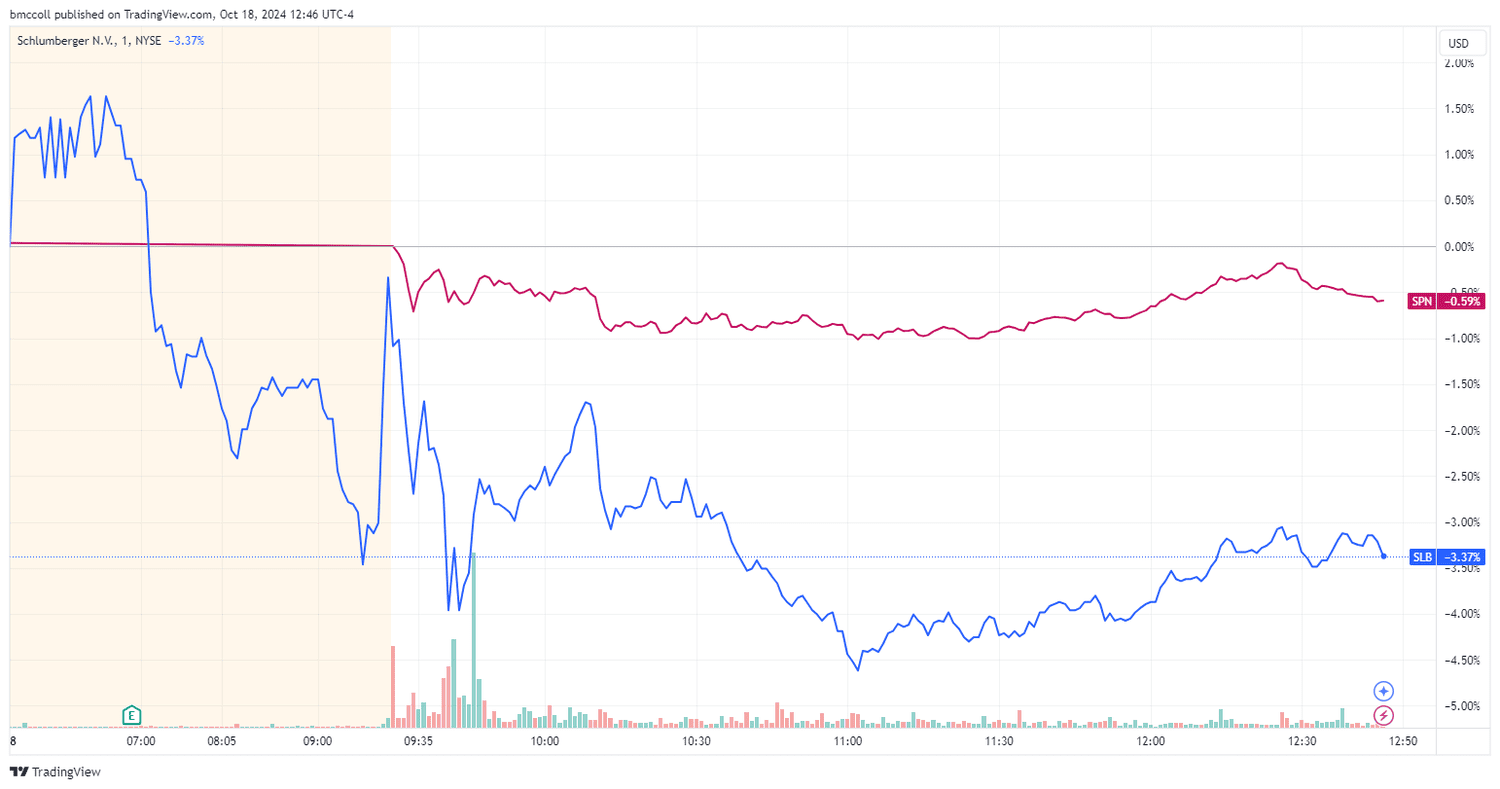 bmccoll published on TradingView.com, Oct 18, 2024 12:46 UTC-4
Schlumberger N.V., 1, NYSE −3.37%
USD
2.00%
1.50%
1.00%
0.50%
0.00%
−0.50%
SPN −0.59%
−1.00%
−1.50%
−2.00%
−2.50%
−3.00%
SLB −3.37%
−3.50%
−4.00%
−4.50%
−5.00%
E
8 07:00 08:05 09:00 09:35 10:00 10:30 11:00 11:30 12:00 12:30 12:50
TradingView